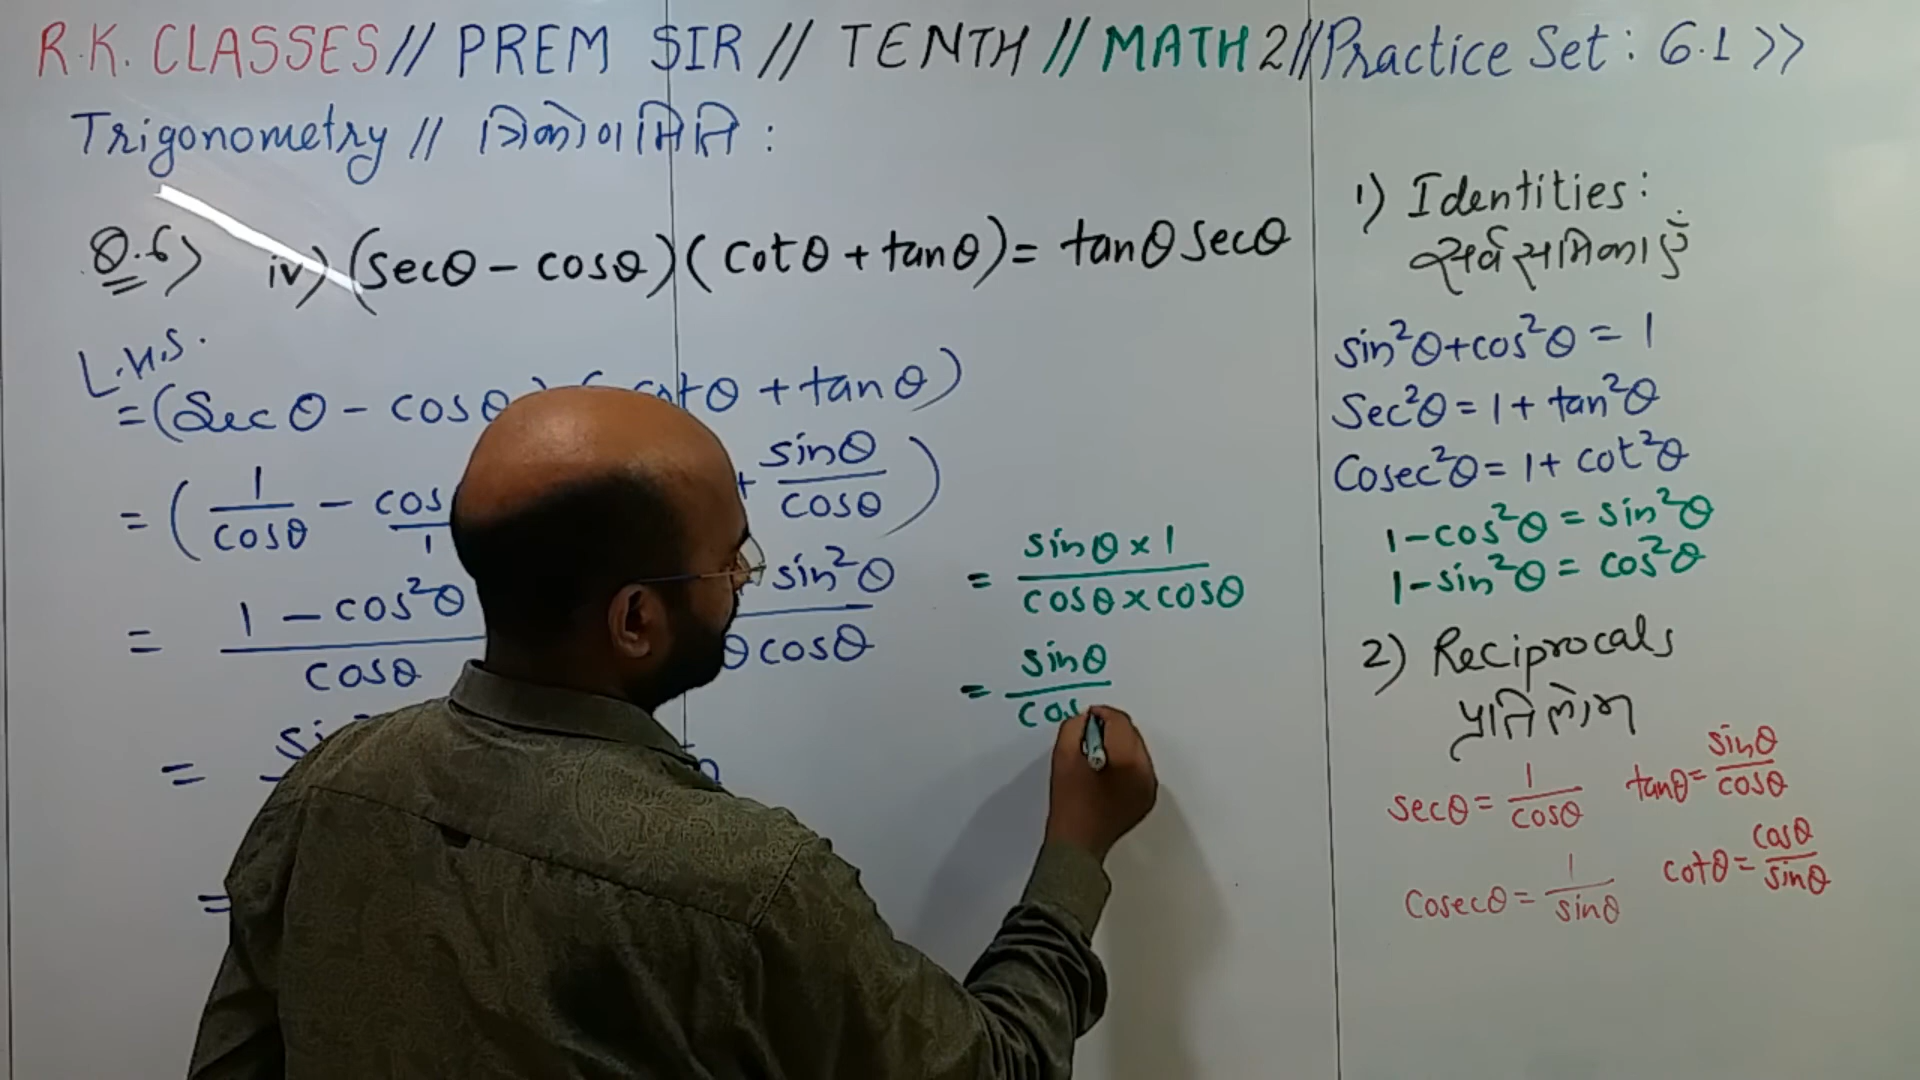 R.K. CLASSES // PREM SIR // TENTH // MATH 2 // Practice Set : 6.1 >>
Trigonometry // त्रिकोणमिति :
Q.6> iv) (secθ - cosθ)(cotθ + tanθ) = tanθ secθ
L.H.S.
= (Sec θ - cosθ) ( cotθ + tanθ)
= ( 1/cosθ - cos/1 + sinθ/cosθ )
= 1 - cos²θ / cosθ sin²θ / θ cosθ
=
=
= sinθ × 1 / cosθ × cosθ
= sinθ / cos
1) Identities :
सर्वसमिकाएँ
sin²θ + cos²θ = 1
Sec²θ = 1 + tan²θ
Cosec²θ = 1 + cot²θ
1 - cos²θ = sin²θ
1 - sin²θ = cos²θ
2) Reciprocals
प्रतिलोम
secθ = 1/cosθ tanθ = sinθ/cosθ
cosecθ = 1/sinθ cotθ = cosθ/sinθ